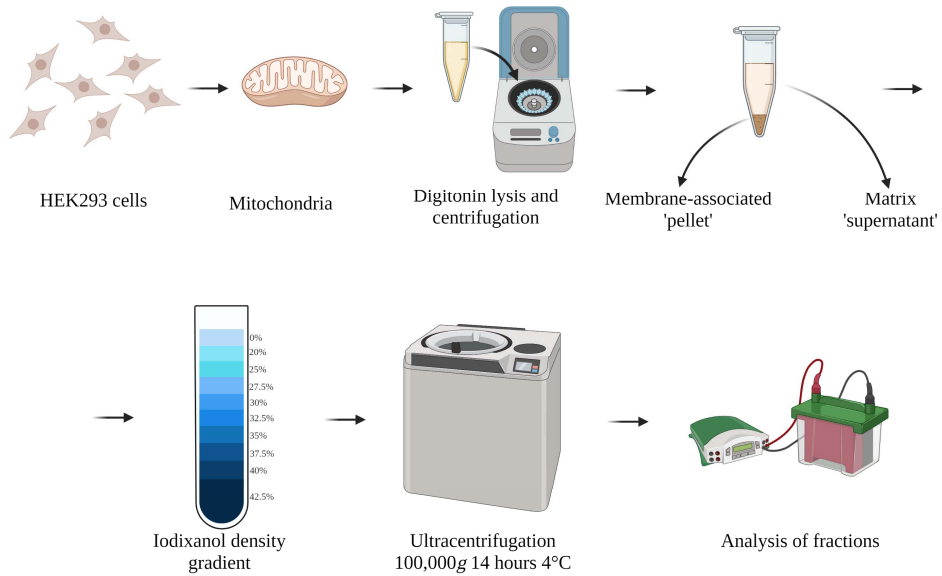 HEK293 cells
Mitochondria
Digitonin lysis and
centrifugation
Membrane-associated
'pellet'
Matrix
'supernatant'
0%
20%
25%
27.5%
30%
32.5%
35%
37.5%
40%
42.5%
Iodixanol density
gradient
Ultracentrifugation
100,000g 14 hours 4°C
Analysis of fractions